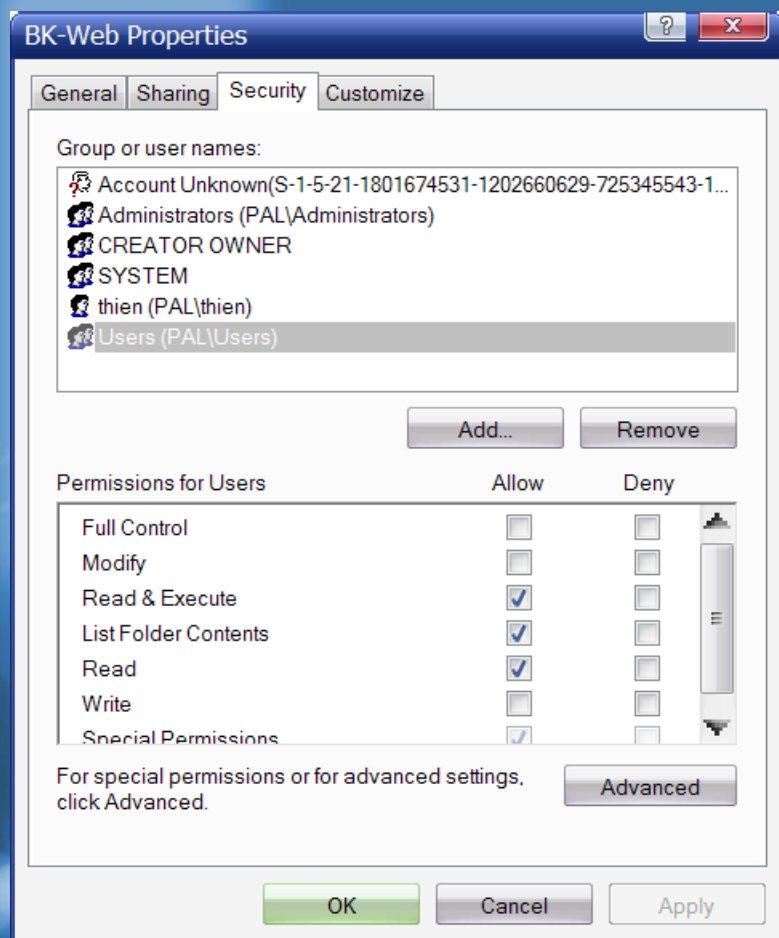 BK-Web Properties
General Sharing Security Customize
Group or user names:
Account Unknown(S-1-5-21-1801674531-1202660629-725345543-1...
Administrators (PAL\Administrators)
CREATOR OWNER
SYSTEM
thien (PAL\thien)
Users (PAL\Users)
Add... Remove
Permissions for Users Allow Deny
Full Control
Modify
Read & Execute
List Folder Contents
Read
Write
Special Permissions
For special permissions or for advanced settings,
click Advanced.
Advanced
OK Cancel Apply